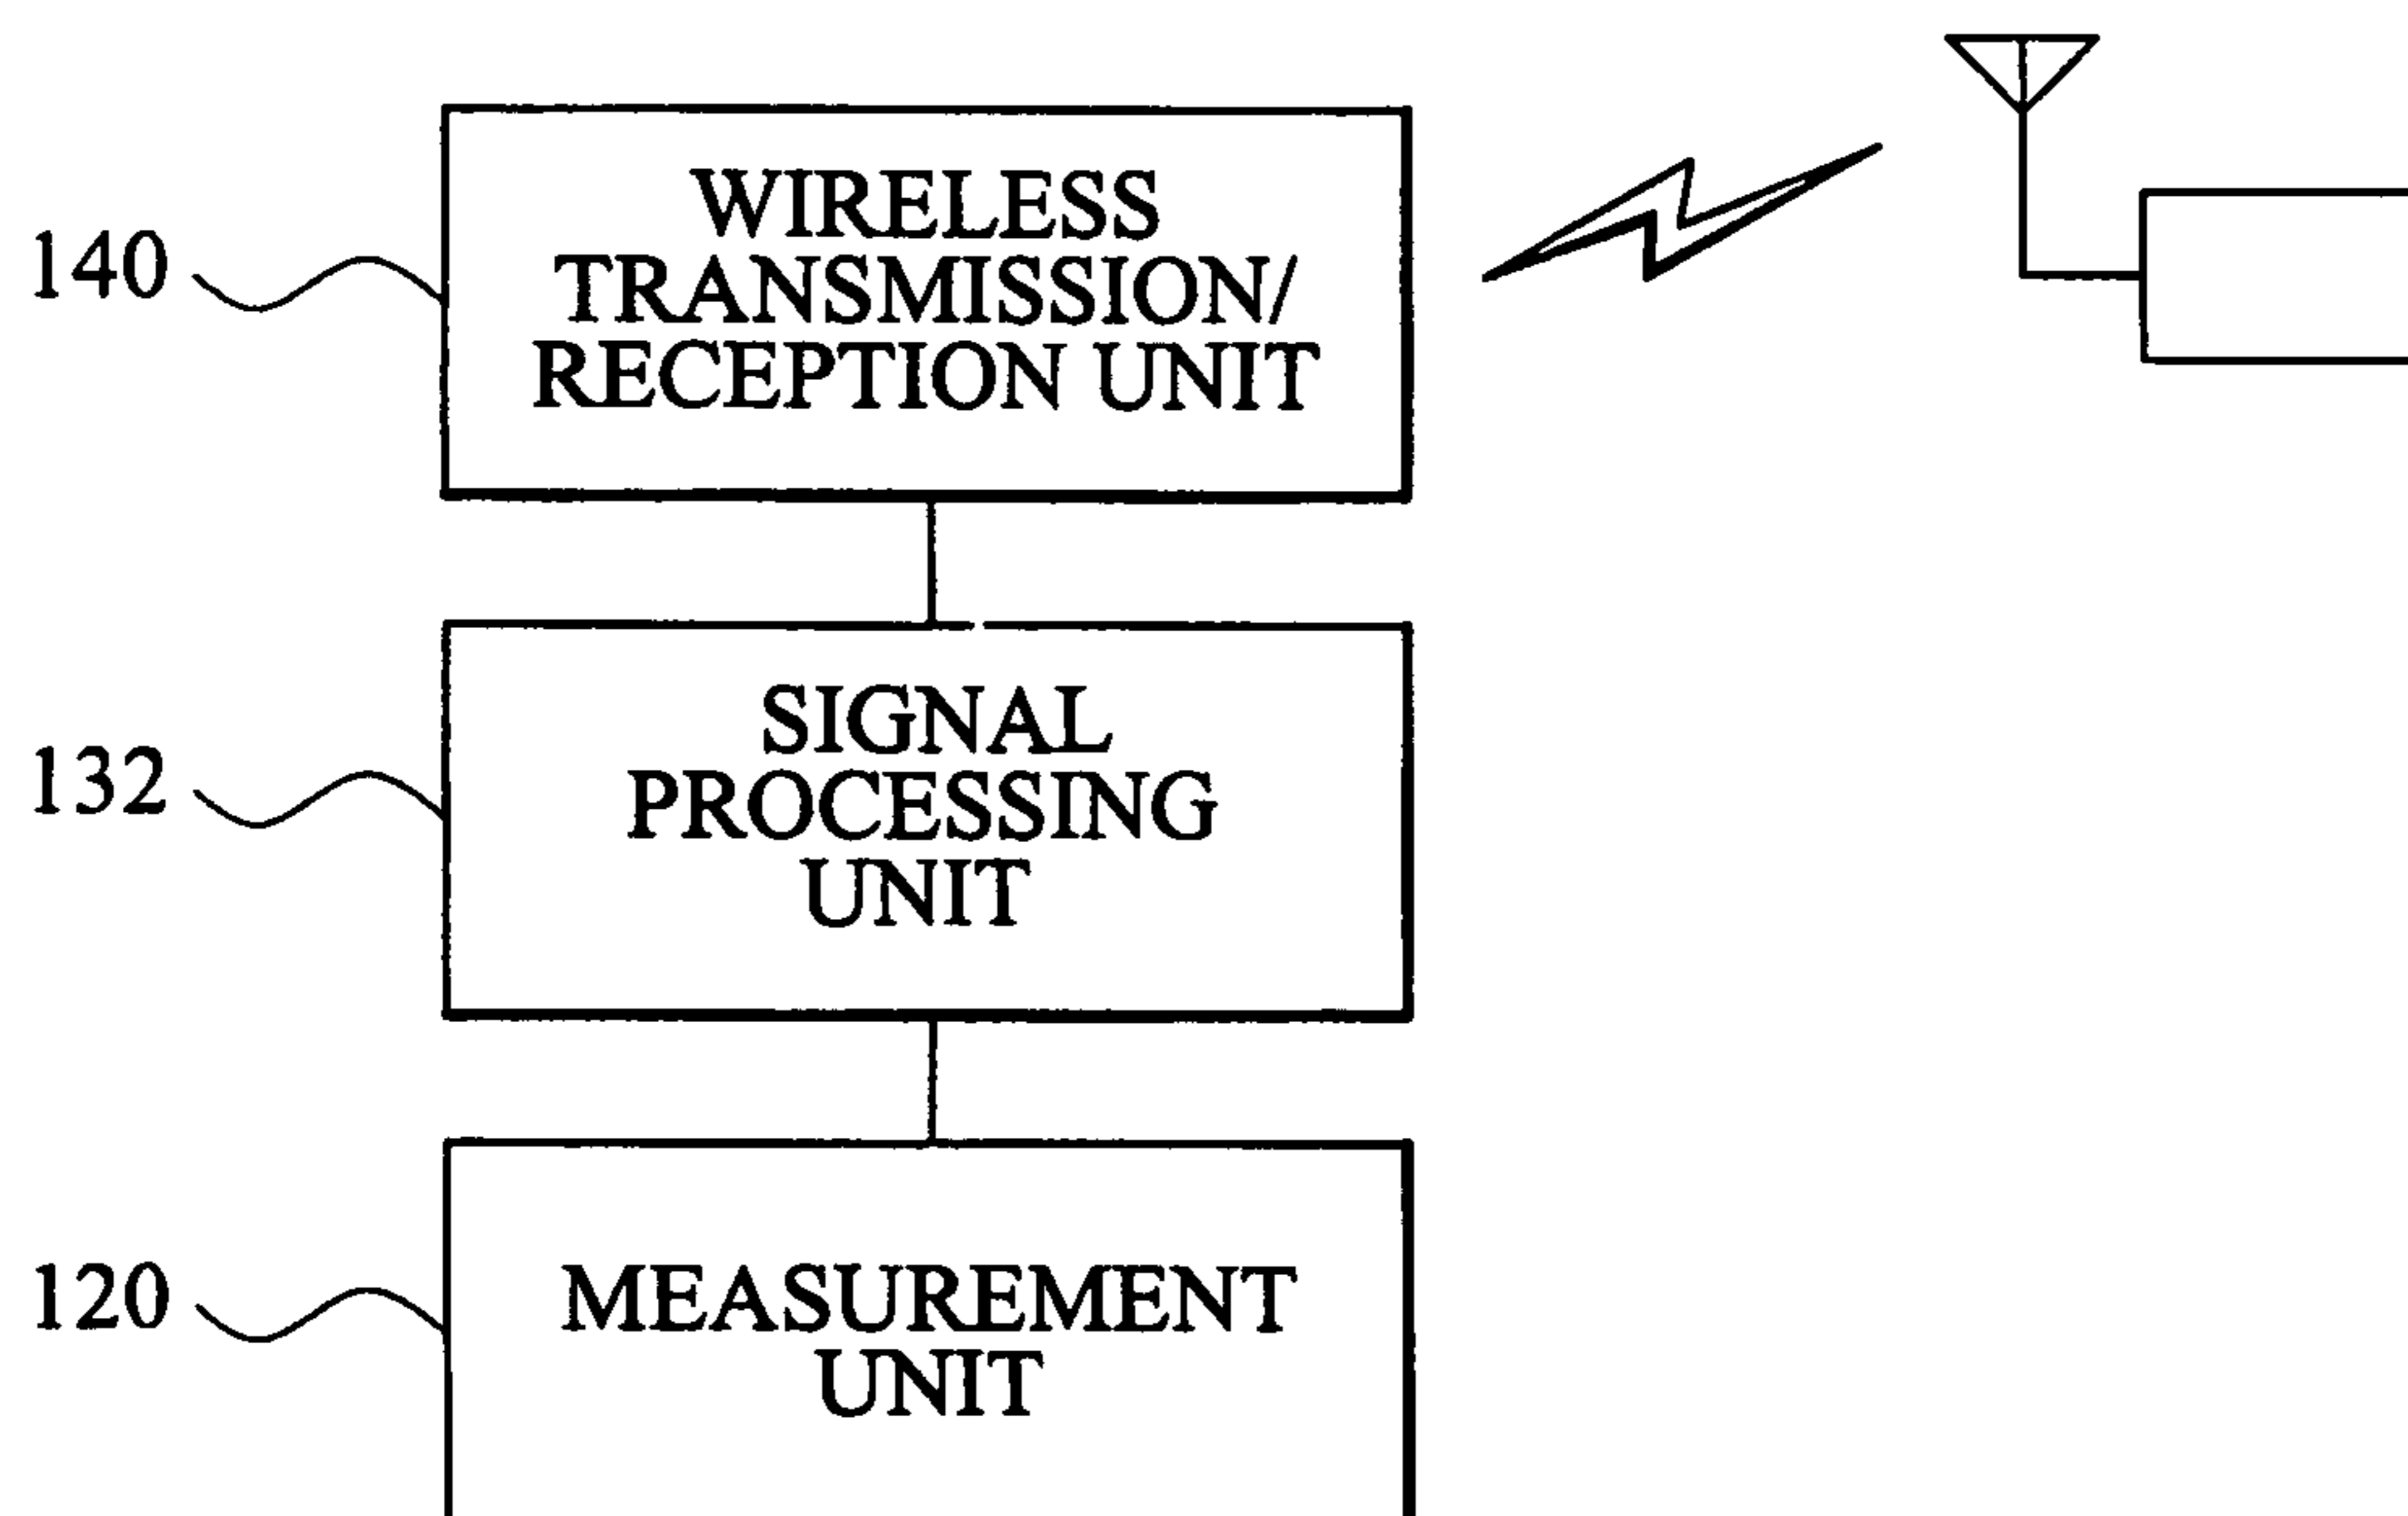 WIRELESS
140
TRANSMISSION/
RECEPTION UNIT
SIGNAL
132
PROCESSING
UNIT
120
MEASUREMENT
UNIT